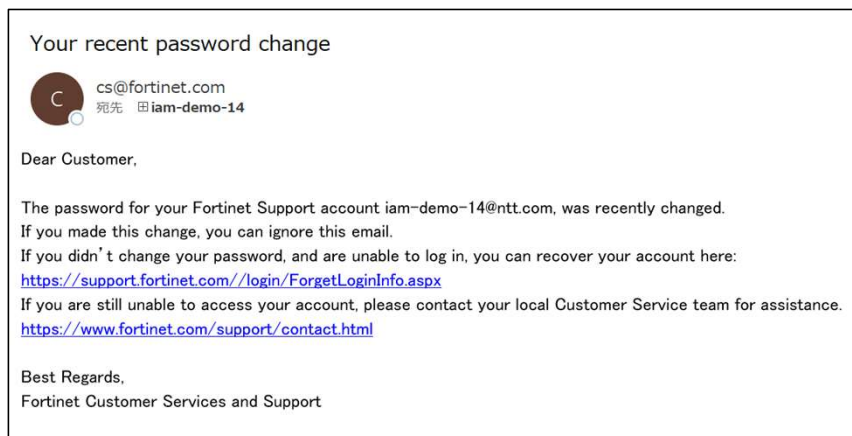 Your recent password change
C
cs@fortinet.com
宛先 iam-demo-14
Dear Customer,
The password for your Fortinet Support account iam-demo-14@ntt.com, was recently changed.
If you made this change, you can ignore this email.
If you didn't change your password, and are unable to log in, you can recover your account here:
https://support.fortinet.com//login/ForgetLoginInfo.aspx
If you are still unable to access your account, please contact your local Customer Service team for assistance.
https://www.fortinet.com/support/contact.html
Best Regards,
Fortinet Customer Services and Support